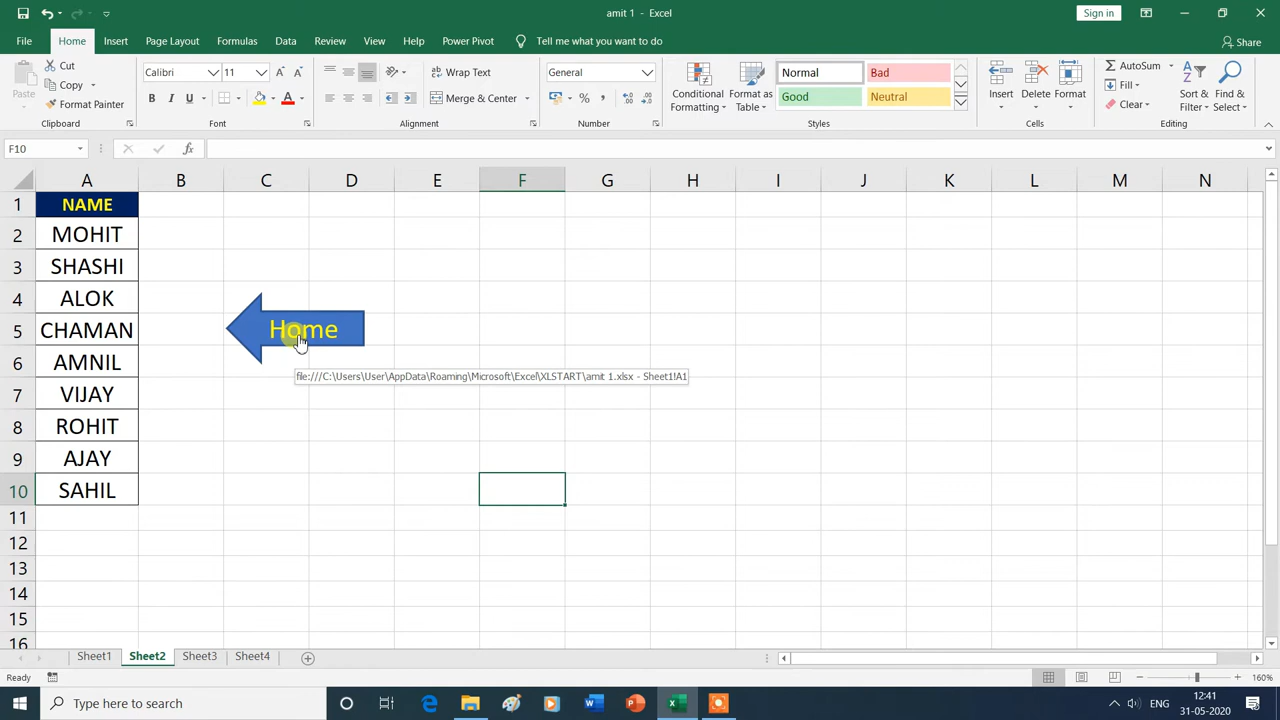 amit 1 - Excel
Sign in
File Home Insert Page Layout Formulas Data Review View Help Power Pivot Tell me what you want to do Share
Paste
Cut
Copy
Format Painter
Clipboard
Calibri 11
B I U
Font
Wrap Text
Merge & Center
Alignment
General
Number
Conditional Formatting
Format as Table
Normal Bad
Good Neutral
Styles
Insert Delete Format
Cells
AutoSum
Fill
Clear
Sort & Filter
Find & Select
Editing
F10
fx
A B C D E F G H I J K L M N
1 NAME
2 MOHIT
3 SHASHI
4 ALOK
5 CHAMAN Home
6 AMNIL
file:///C:\Users\User\AppData\Roaming\Microsoft\Excel\XLSTART\amit 1.xlsx - Sheet1!A1
7 VIJAY
8 ROHIT
9 AJAY
10 SAHIL
11
12
13
14
15
16
Sheet1 Sheet2 Sheet3 Sheet4
Ready 160%
Type here to search
ENG
12:41
31-05-2020